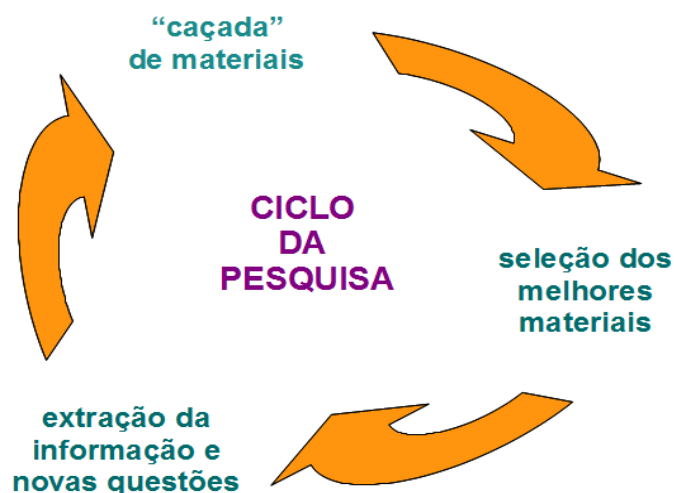 “caçada”
de materiais
CICLO
DA
PESQUISA
seleção dos
melhores
materiais
extração da
informação e
novas questões